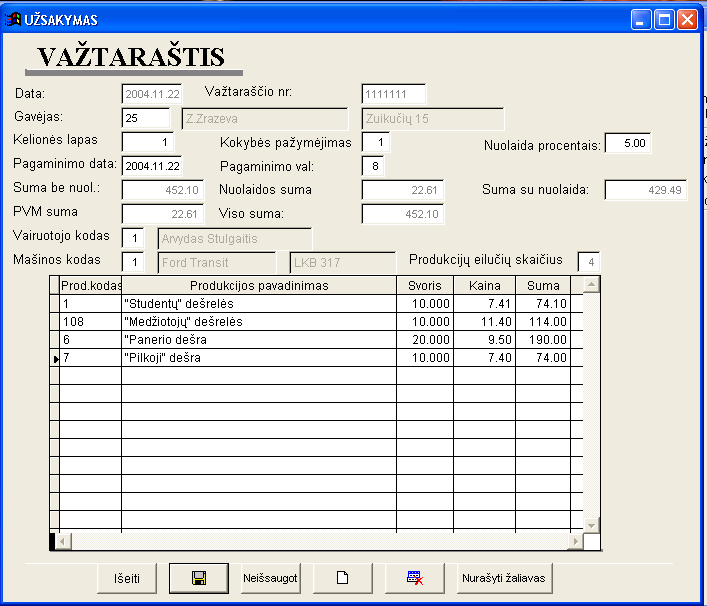 UŽSAKYMAS
VAŽTARAŠTIS
Data: 2004.11.22 Važtaraščio nr: 1111111
Gavėjas: 25 Z.Zrazeva Zuikučių 15
Kelionės lapas 1 Kokybės pažymėjimas 1 Nuolaida procentais: 5.00
Pagaminimo data: 2004.11.22 Pagaminimo val: 8
Suma be nuol.: 452.10 Nuolaidos suma 22.61 Suma su nuolaida: 429.49
PVM suma 22.61 Viso suma: 452.10
Vairuotojo kodas 1 Arvydas Stulgaitis
Mašinos kodas 1 Ford Transit LKB 317 Produkcijų eilučių skaičius 4
Prod.kodas Produkcijos pavadinimas Svoris Kaina Suma
1 "Studentų" dešrelės 10.000 7.41 74.10
108 "Medžiotojų" dešrelės 10.000 11.40 114.00
6 "Panerio dešra 20.000 9.50 190.00
7 "Pilkoji" dešra 10.000 7.40 74.00
Išeiti Neišsaugot Nurašyti žaliavas